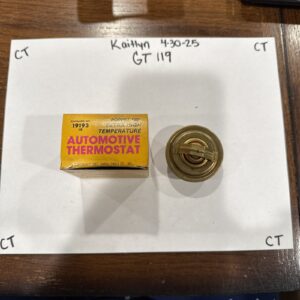 CT
Kaitlyn 4-30-25
CT
GT 119
19193
TEMPERATURE
AUTOMOTIVE
THERMOSTAT
CT
CT